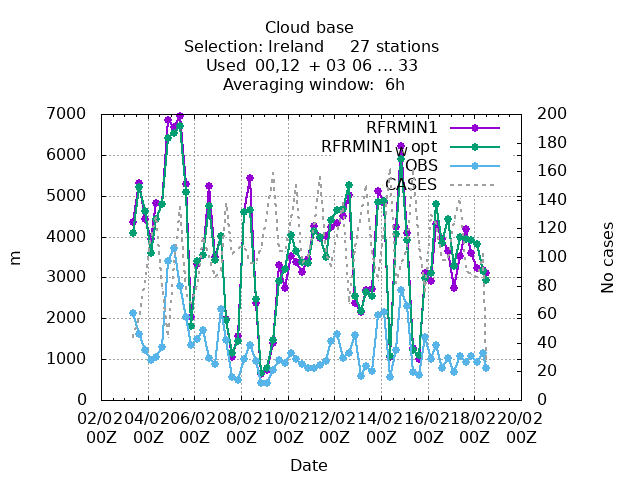 Cloud base
Selection: Ireland     27 stations
Used 00,12 + 03 06 ... 33
Averaging window: 6h
7000
6000
5000
4000
3000
2000
1000
0
m
200
180
160
140
120
100
80
60
40
20
0
No cases
RFRMIN1
RFRMIN1_w_opt
OBS
CASES
02/02 04/02 06/02 08/02 10/02 12/02 14/02 16/02 18/02 20/02
00Z 00Z 00Z 00Z 00Z 00Z 00Z 00Z 00Z 00Z
Date